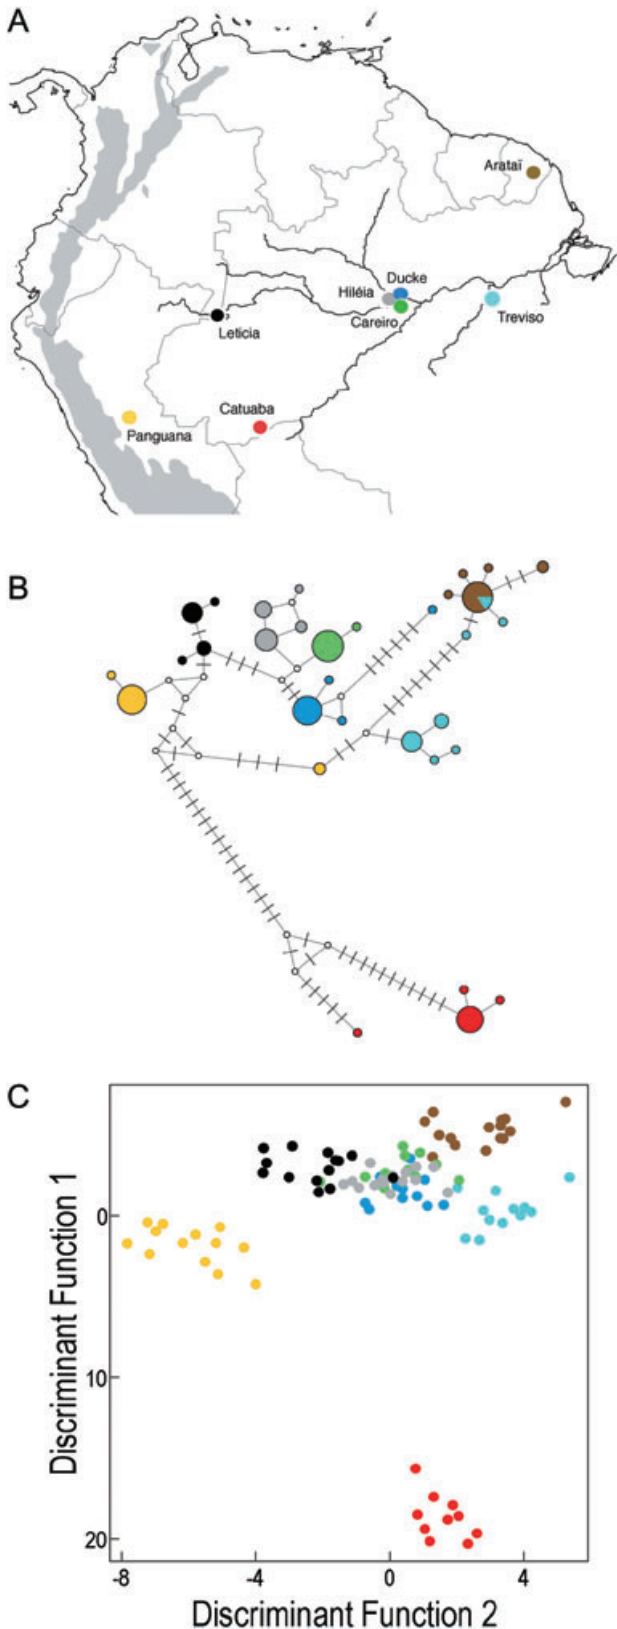 A
Arataï
Ducke
Hiléia
Careiro
Treviso
Leticia
Catuaba
Panguana
B
C
Discriminant Function 1
0
10
20
-8 -4 0 4
Discriminant Function 2